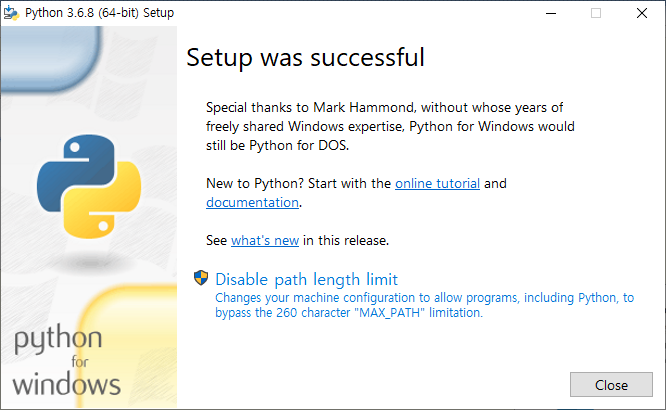 Python 3.6.8 (64-bit) Setup
Setup was successful
Special thanks to Mark Hammond, without whose years of
freely shared Windows expertise, Python for Windows would
still be Python for DOS.
New to Python? Start with the online tutorial and
documentation.
See what's new in this release.
Disable path length limit
Changes your machine configuration to allow programs, including Python, to
bypass the 260 character "MAX_PATH" limitation.
python
for
windows
Close